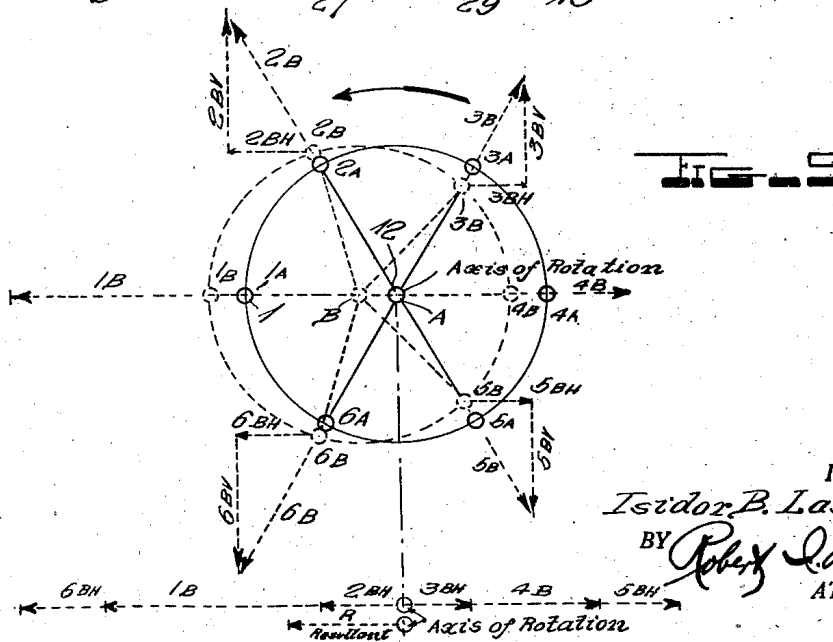 2BV
2B
2BH
2B
2A
3B
3A
3BV
3BH
3B
12
Axis of Rotation
1B
1B
1A
1
B
A
4B
4B
4A
5B
5BH
5A
5B
5BV
6A
6BH
6B
6BV
6B
Isidor B.
BY Robert
6BH 1B 2BH 3BH 4B 5BH
R
Resultant
Axis of Rotation